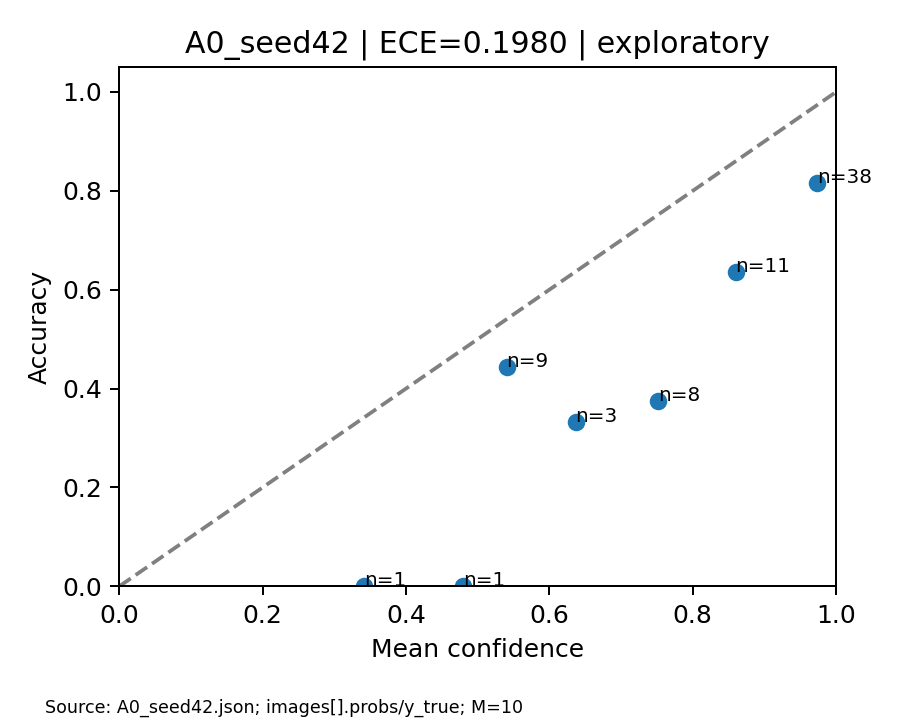 A0_seed42 | ECE=0.1980 | exploratory
1.0
n=38
0.8
n=11
0.6
n=9
n=8
0.4
n=3
0.2
n=1 n=1
0.0
0.0 0.2 0.4 0.6 0.8 1.0
Accuracy
Mean confidence
Source: A0_seed42.json; images[].probs/y_true; M=10